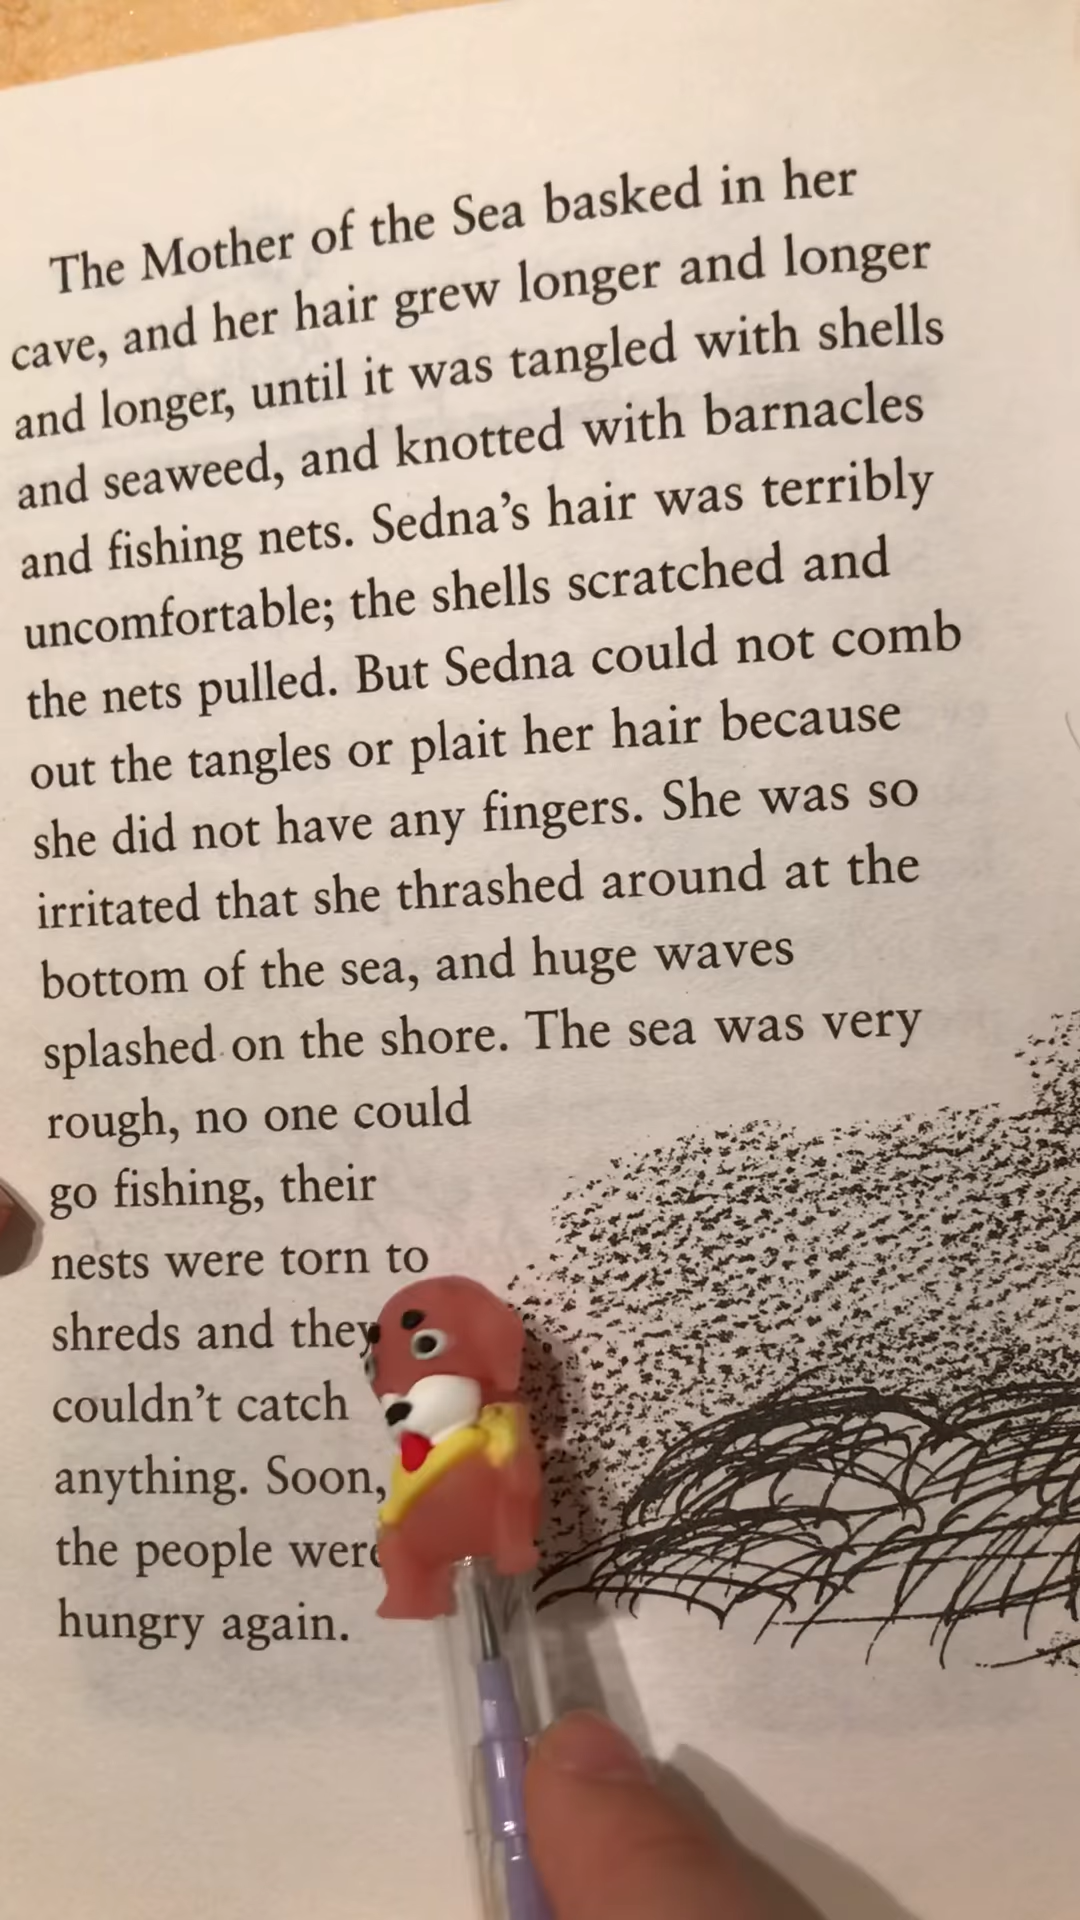 The Mother of the Sea basked in her
cave, and her hair grew longer and longer
and longer, until it was tangled with shells
and seaweed, and knotted with barnacles
and fishing nets. Sedna’s hair was terribly
uncomfortable; the shells scratched and
the nets pulled. But Sedna could not comb
out the tangles or plait her hair because
she did not have any fingers. She was so
irritated that she thrashed around at the
bottom of the sea, and huge waves
splashed on the shore. The sea was very
rough, no one could
go fishing, their
nests were torn to
shreds and they
couldn’t catch
anything. Soon,
the people were
hungry again.